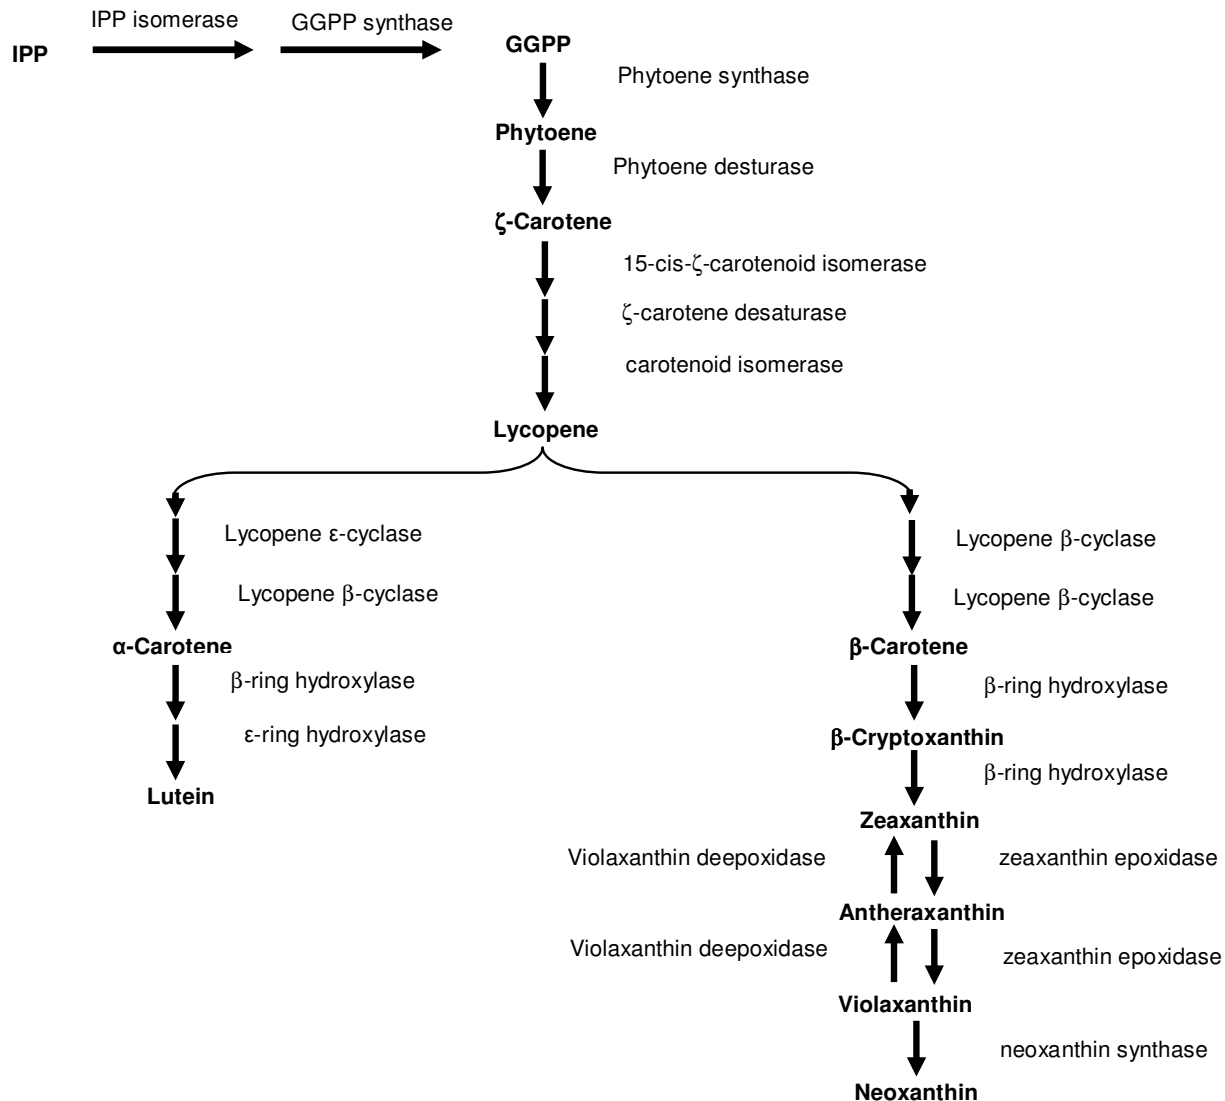 IPP isomerase
GGPP synthase
IPP
GGPP
Phytoene synthase
Phytoene
Phytoene desturase
ζ-Carotene
15-cis-ζ-carotenoid isomerase
ζ-carotene desaturase
carotenoid isomerase
Lycopene
Lycopene ε-cyclase
Lycopene β-cyclase
Lycopene β-cyclase
Lycopene β-cyclase
α-Carotene
β-Carotene
β-ring hydroxylase
β-ring hydroxylase
ε-ring hydroxylase
β-Cryptoxanthin
β-ring hydroxylase
Lutein
Zeaxanthin
Violaxanthin deepoxidase
zeaxanthin epoxidase
Antheraxanthin
Violaxanthin deepoxidase
zeaxanthin epoxidase
Violaxanthin
neoxanthin synthase
Neoxanthin